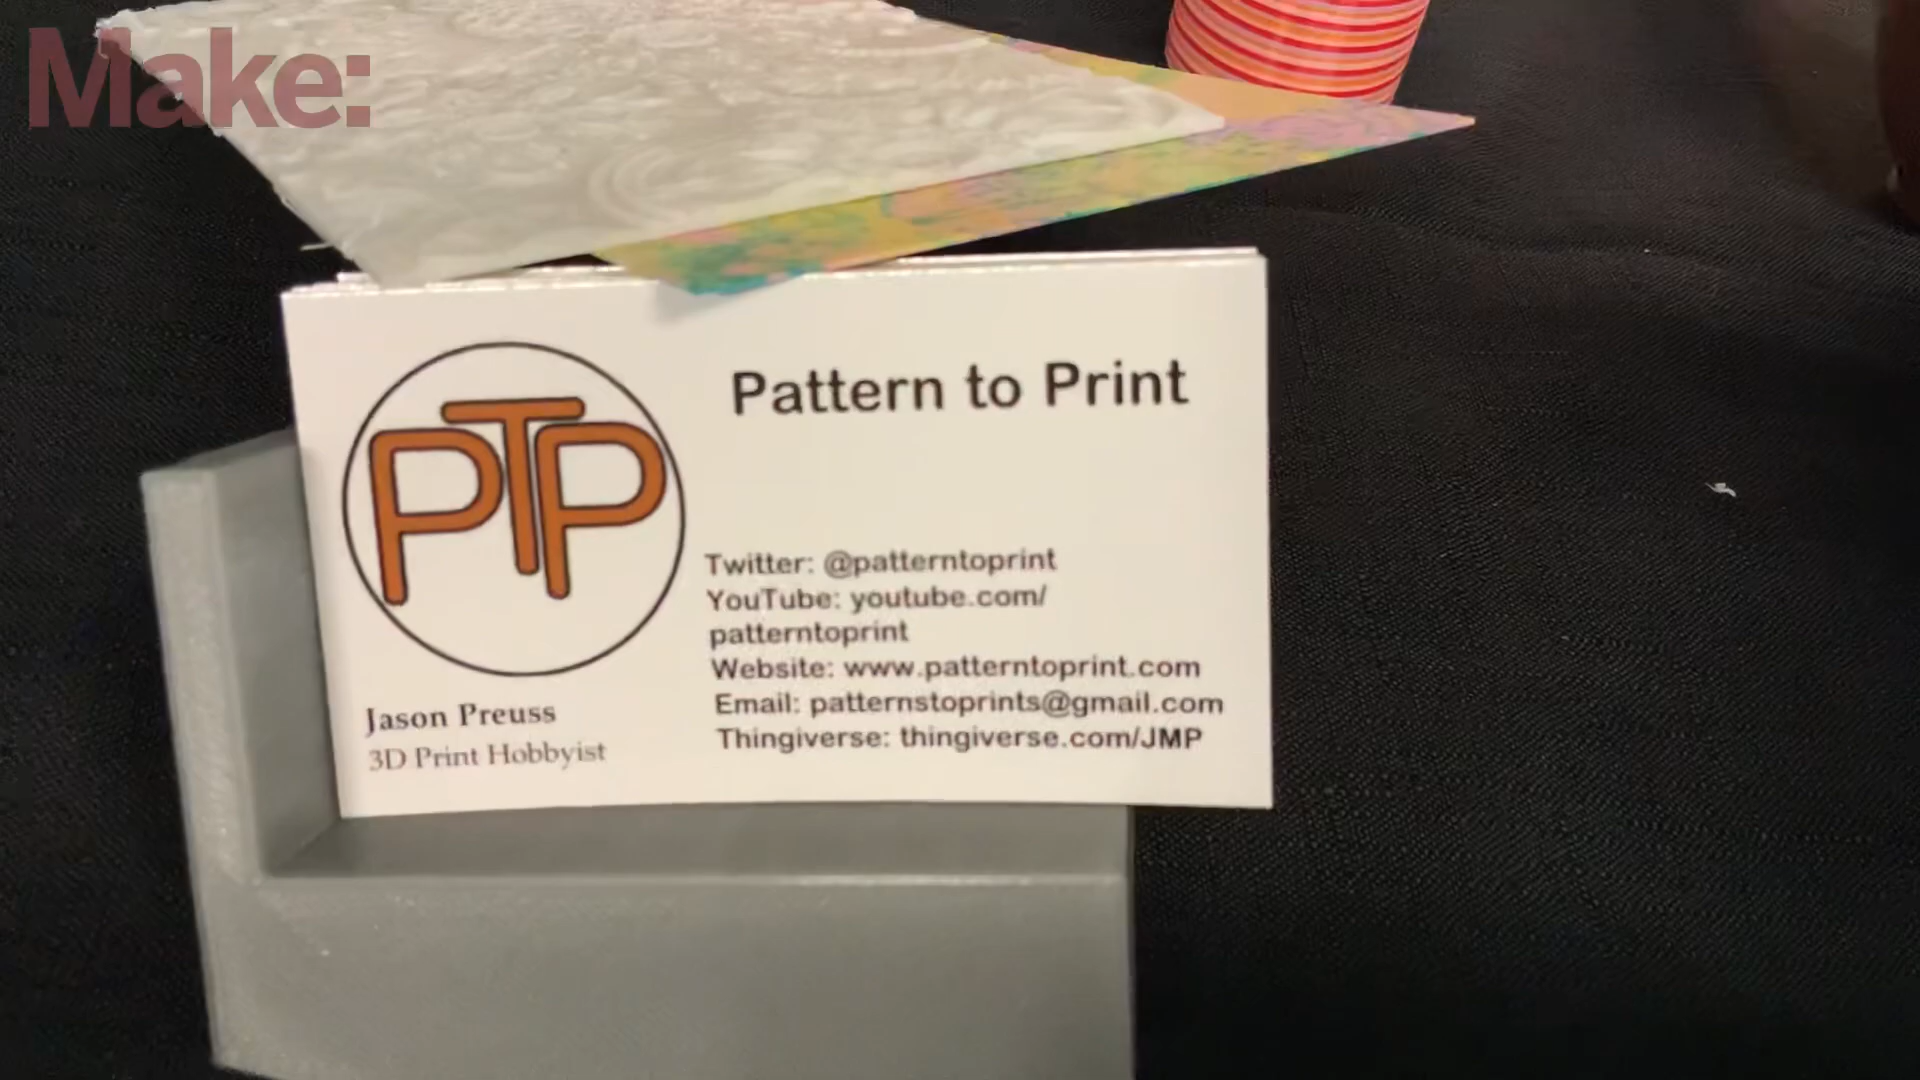 Make:
Pattern to Print
PTP
Twitter: @patterntoprint
YouTube: youtube.com/
patterntoprint
Website: www.patterntoprint.com
Email: patternstoprints@gmail.com
Thingiverse: thingiverse.com/JMP
Jason Preuss
3D Print Hobbyist